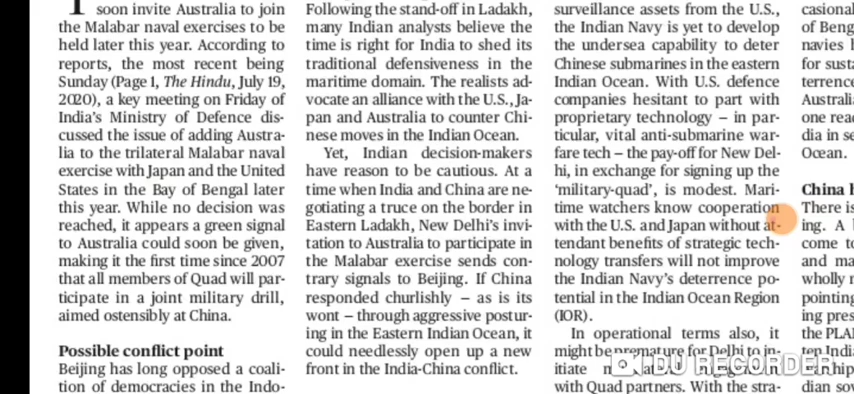 I
soon invite Australia to join
the Malabar naval exercises to be
held later this year. According to
reports, the most recent being
Sunday (Page 1, The Hindu, July 19,
2020), a key meeting on Friday of
India's Ministry of Defence dis-
cussed the issue of adding Austra-
lia to the trilateral Malabar naval
exercise with Japan and the United
States in the Bay of Bengal later
this year. While no decision was
reached, it appears a green signal
to Australia could soon be given,
making it the first time since 2007
that all members of Quad will par-
ticipate in a joint military drill,
aimed ostensibly at China.
Possible conflict point
Beijing has long opposed a coali-
tion of democracies in the Indo-
Following the stand-off in Ladakh,
many Indian analysts believe the
time is right for India to shed its
traditional defensiveness in the
maritime domain. The realists ad-
vocate an alliance with the U.S., Ja-
pan and Australia to counter Chi-
nese moves in the Indian Ocean.
Yet, Indian decision-makers
have reason to be cautious. At a
time when India and China are ne-
gotiating a truce on the border in
Eastern Ladakh, New Delhi's invi-
tation to Australia to participate in
the Malabar exercise sends con-
trary signals to Beijing. If China
responded churlishly – as is its
wont – through aggressive postur-
ing in the Eastern Indian Ocean, it
could needlessly open up a new
front in the India-China conflict.
surveillance assets from the U.S.,
the Indian Navy is yet to develop
the undersea capability to deter
Chinese submarines in the eastern
Indian Ocean. With U.S. defence
companies hesitant to part with
proprietary technology – in par-
ticular, vital anti-submarine war-
fare tech – the pay-off for New Del-
hi, in exchange for signing up the
'military-quad', is modest. Mari-
time watchers know cooperation
with the U.S. and Japan without at-
tendant benefits of strategic tech-
nology transfers will not improve
the Indian Navy's deterrence po-
tential in the Indian Ocean Region
(IOR).
In operational terms also, it
might be premature for Delhi to in-
itiate
with Quad partners. With the stra-
casional
of Beng
navies h
for susta
terrence
Australia
one reac
dia in se
Ocean.
China h
There is
ing. A
come to
and ma
wholly r
pointing
ing pres
the PLA
ten India
dian sov
DU RECORDER